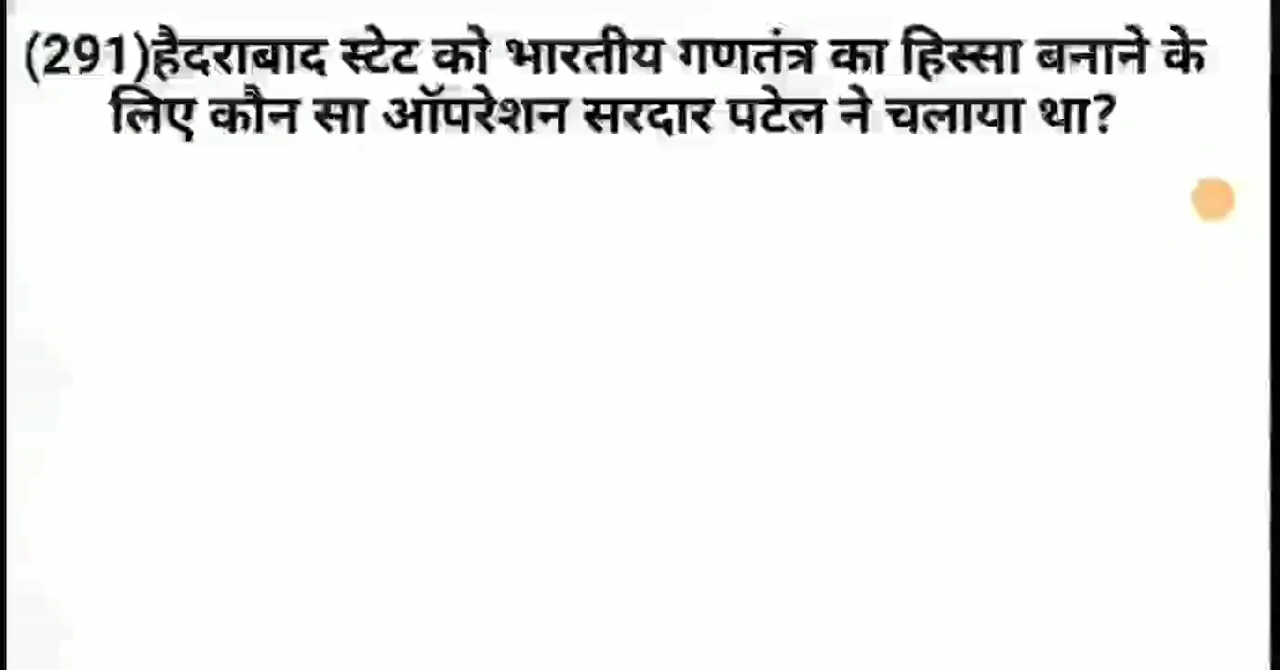 (291)हैदराबाद स्टेट को भारतीय गणतंत्र का हिस्सा बनाने के
लिए कौन सा ऑपरेशन सरदार पटेल ने चलाया था?